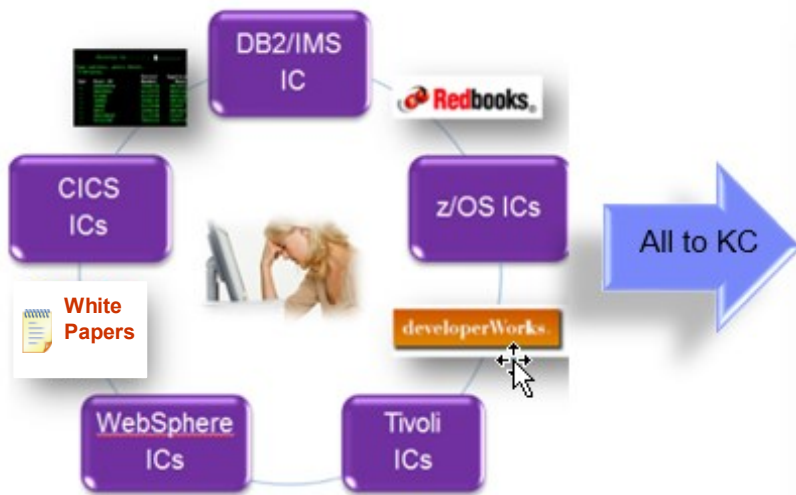 DB2/IMS
IC
Redbooks®
CICS
ICs
z/OS ICs
All to KC
White
Papers
developerWorks.
WebSphere
ICs
Tivoli
ICs